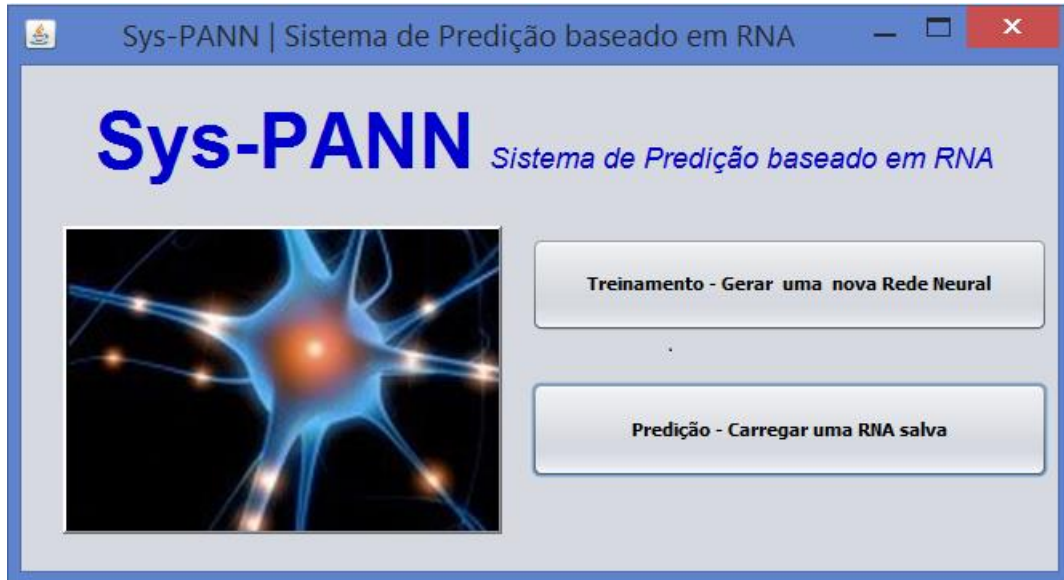 Sys-PANN | Sistema de Predição baseado em RNA
Sys-PANN Sistema de Predição baseado em RNA
Treinamento - Gerar uma nova Rede Neural
.
Predição - Carregar uma RNA salva